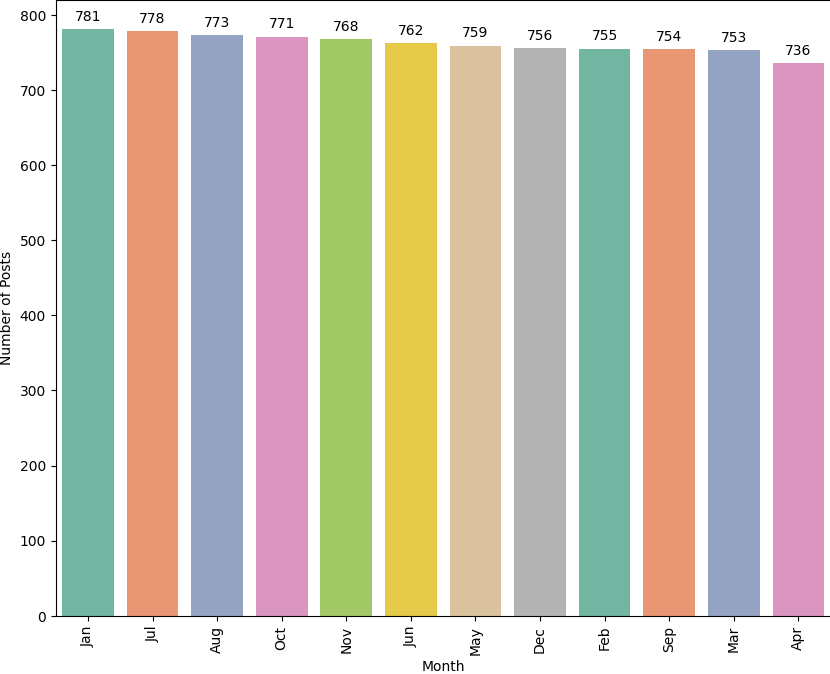 781 778 773 771 768 762 759 756 755 754 753 736
800
700
600
500
400
300
200
100
0
Number of Posts
Jan Jul Aug Oct Nov Jun May Dec Feb Sep Mar Apr
Month